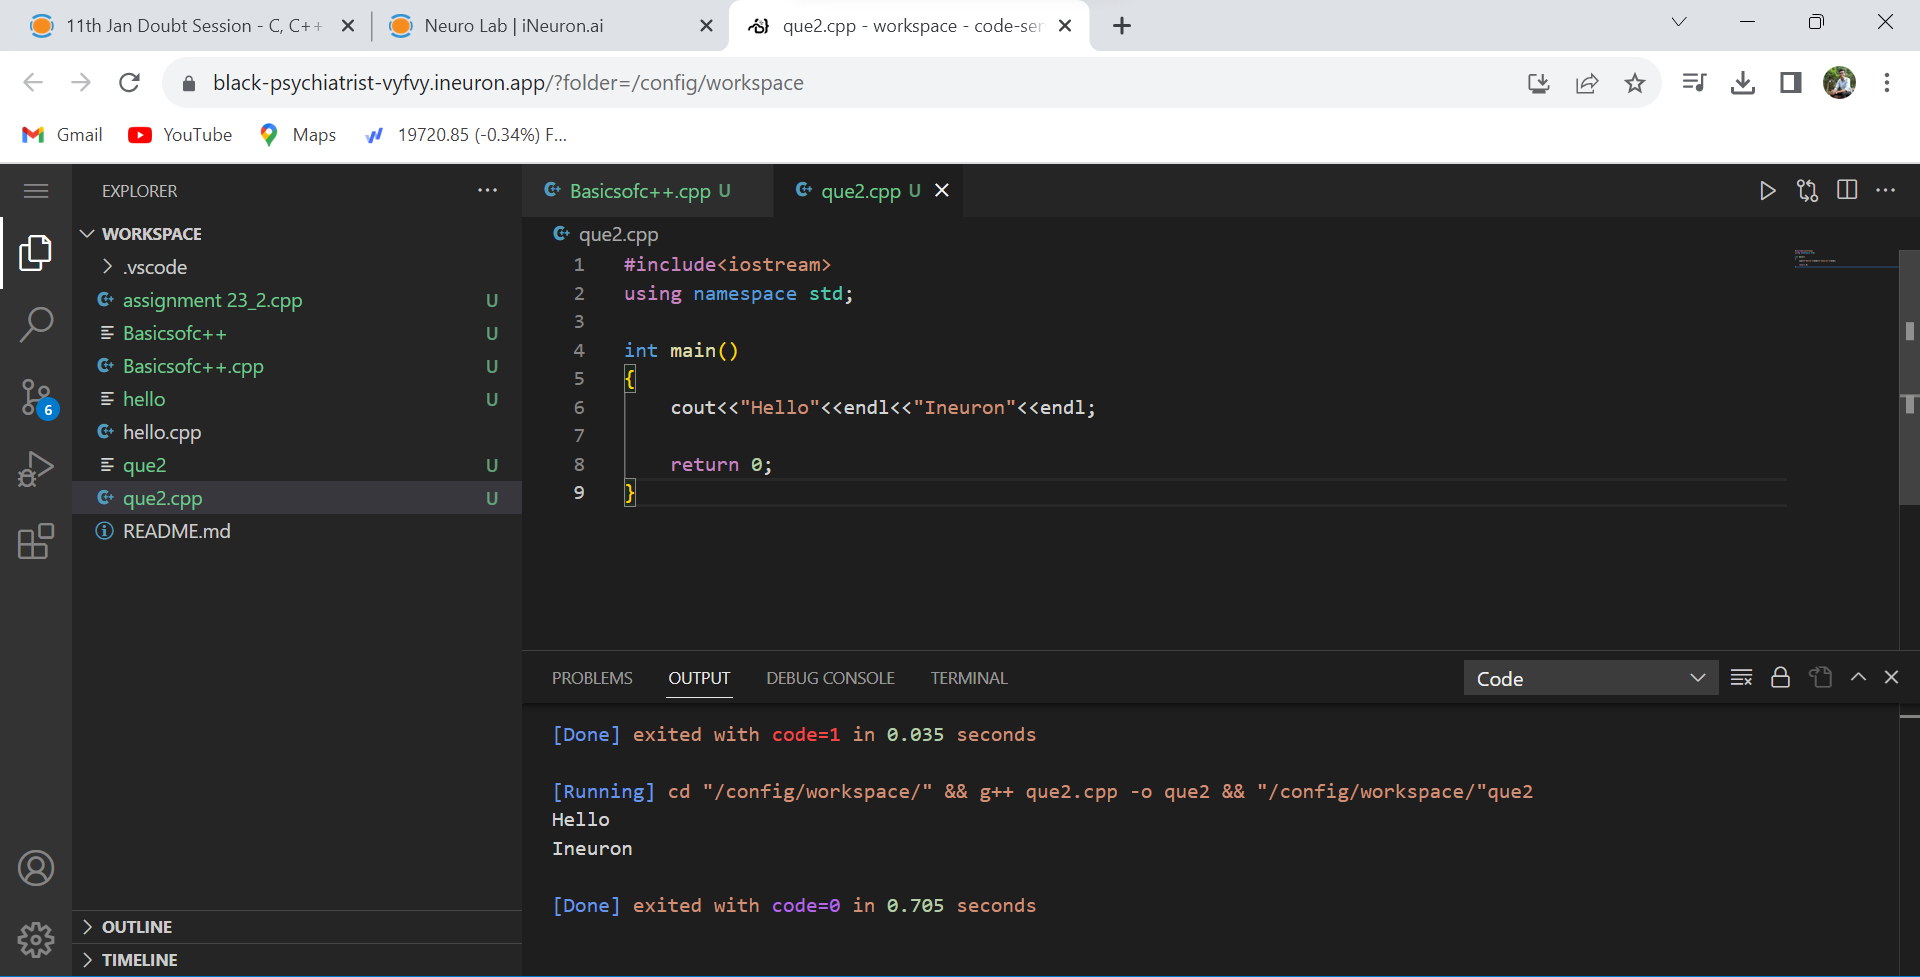 11th Jan Doubt Session - C, C++
Neuro Lab | iNeuron.ai
que2.cpp - workspace - code-ser
black-psychiatrist-vyfvy.ineuron.app/?folder=/config/workspace
Gmail
YouTube
Maps
19720.85 (-0.34%) F...
EXPLORER
WORKSPACE
.vscode
assignment 23_2.cpp U
Basicsofc++ U
Basicsofc++.cpp U
hello U
hello.cpp
que2 U
que2.cpp U
README.md
6
OUTLINE
TIMELINE
Basicsofc++.cpp U
que2.cpp U
que2.cpp
1 #include<iostream>
2 using namespace std;
3
4 int main()
5 {
6 cout<<"Hello"<<endl<<"Ineuron"<<endl;
7
8 return 0;
9 }
PROBLEMS OUTPUT DEBUG CONSOLE TERMINAL
Code
[Done] exited with code=1 in 0.035 seconds
[Running] cd "/config/workspace/" && g++ que2.cpp -o que2 && "/config/workspace/"que2
Hello
Ineuron
[Done] exited with code=0 in 0.705 seconds